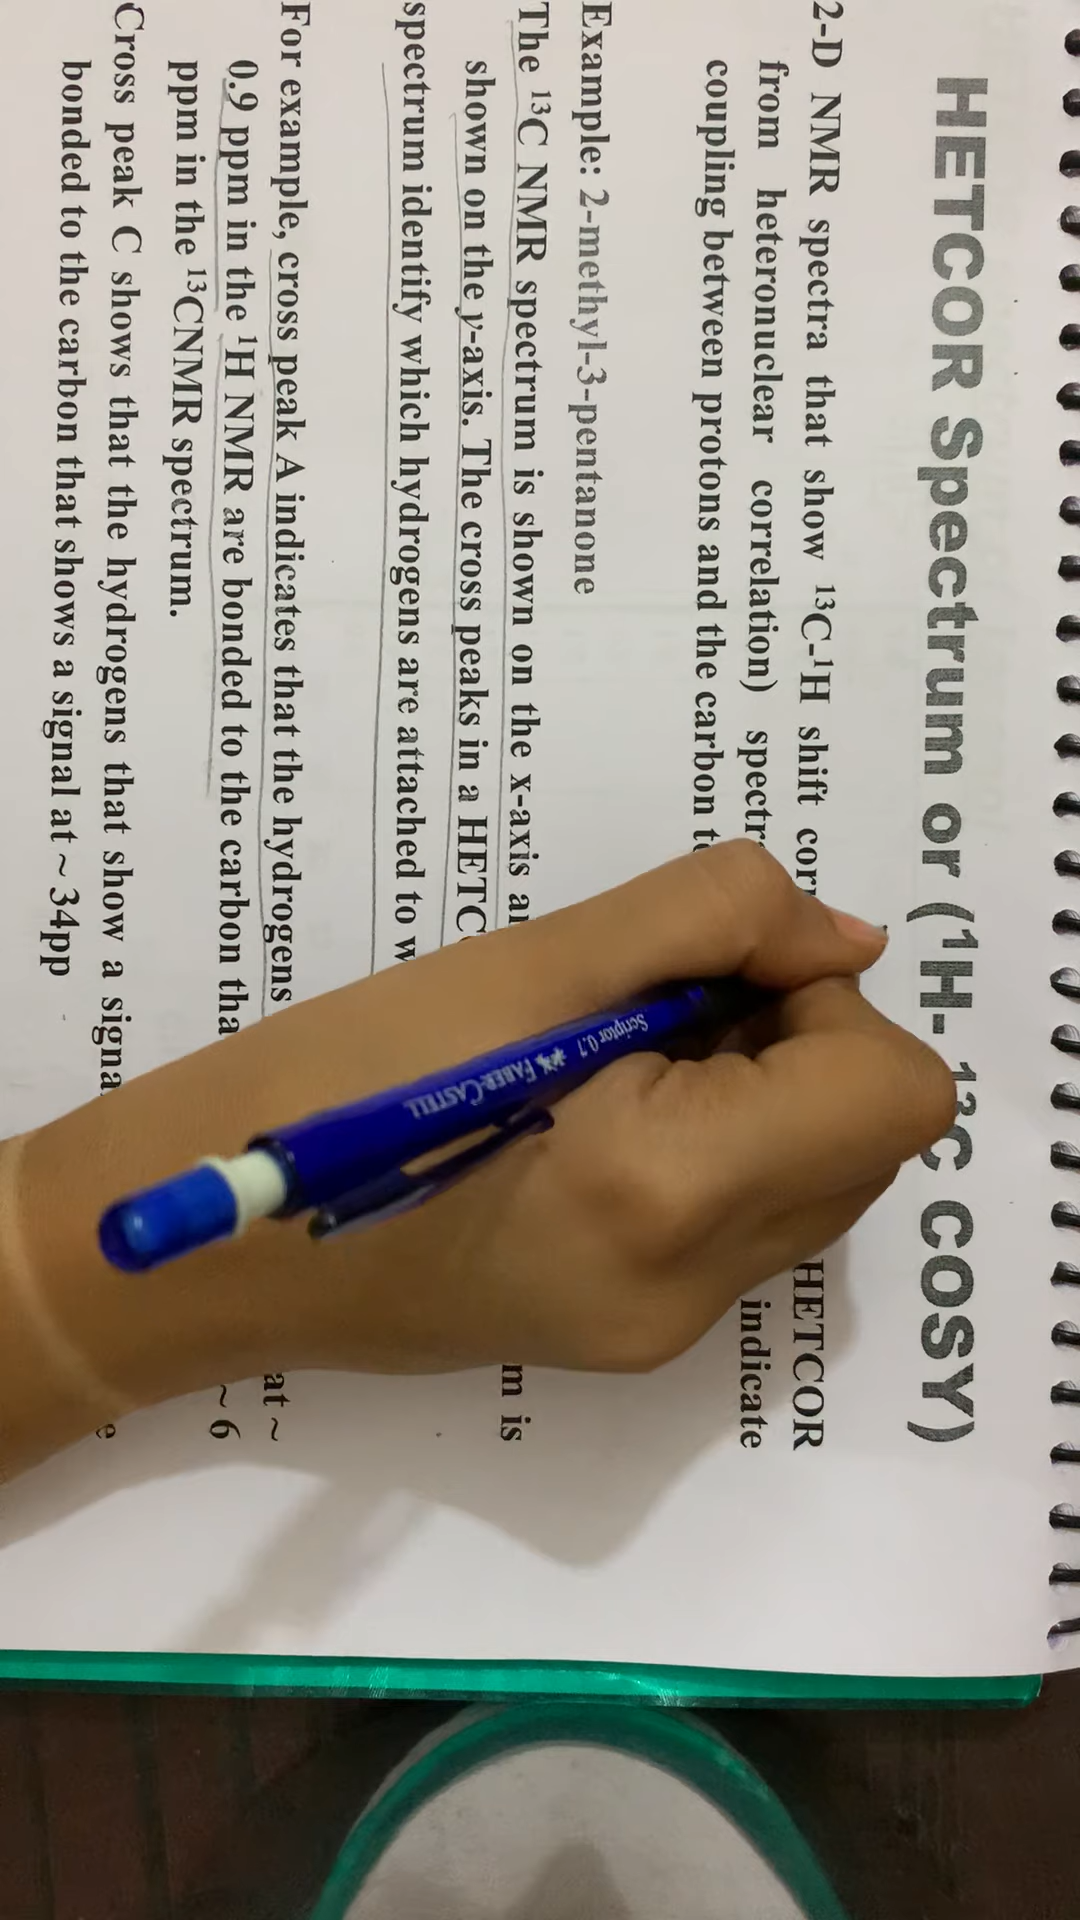 HETCOR Spectrum or (¹H- ¹³C COSY)
2-D NMR spectra that show ¹³C-¹H shift HETCOR
from heteronuclear correlation) indicate
coupling between protons and the carbon
Example: 2-methyl-3-pentanone
The ¹³C NMR spectrum is shown on the x-axis is
shown on the y-axis. The cross peaks in a
spectrum identify which hydrogens are attached to
For example, cross peak A indicates that the hydrogens at ~
0.9 ppm in the ¹H NMR are bonded to the carbon ~ 6
ppm in the ¹³CNMR spectrum.
Cross peak C shows that the hydrogens that show a
bonded to the carbon that shows a signal at ~ 34pp
Scriptor 0.7 FABER-CASTELL